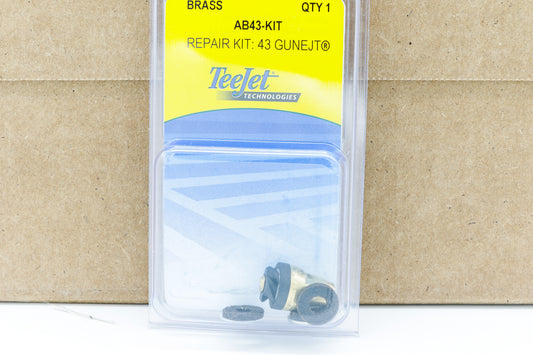 BRASS QTY 1
AB43-KIT
REPAIR KIT: 43 GUNEJT®
TeeJet®
TECHNOLOGIES